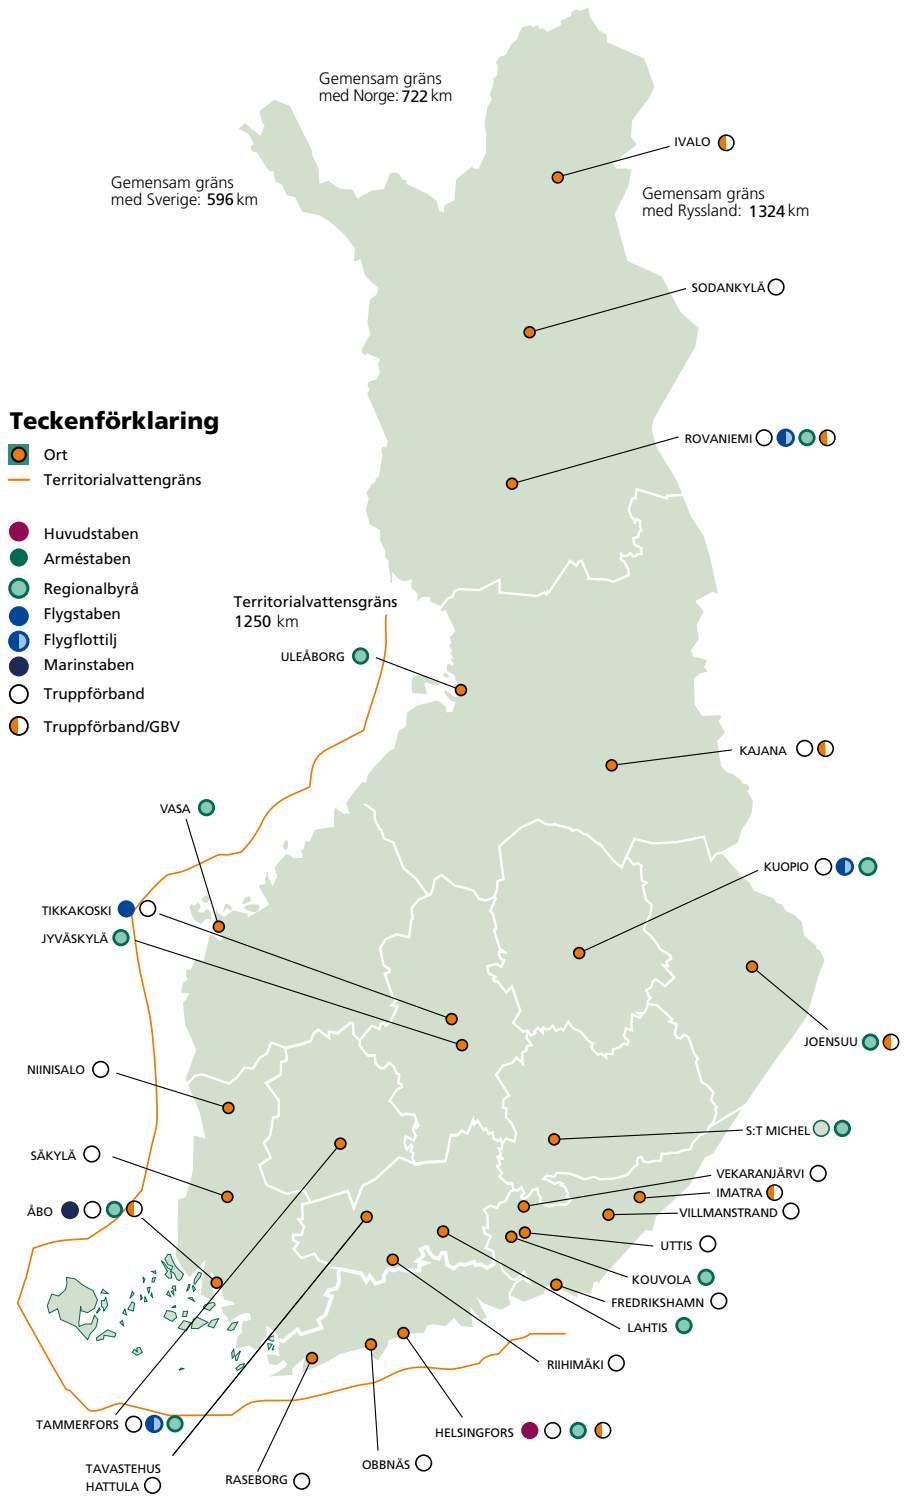 Gemensam gräns
med Norge: 722 km
IVALO
Gemensam gräns
med Sverige: 596 km
Gemensam gräns
med Ryssland: 1324 km
SODANKYLÄ
Teckenförklaring
Ort
Territorialvattengräns
Huvudstaben
Arméstaben
Regionalbyrå
Flygstaben
Flygflottilj
Marinstaben
Truppförband
Truppförband/GBV
ROVANIEMI
Territorialvattensgräns
1250 km
ULEÅBORG
KAJANA
VASA
KUOPIO
TIKKAKOSKI
JYVÄSKYLÄ
JOENSUU
NIINISALO
S:T MICHEL
SÄKYLÄ
VEKARANJÄRVI
IMATRA
ÅBO
VILLMANSTRAND
UTTIS
KOUVOLA
FREDRIKSHAMN
LAHTIS
RIIHIMÄKI
TAMMERFORS
HELSINGFORS
OBBNÄS
TAVASTEHUS
HATTULA
RASEBORG